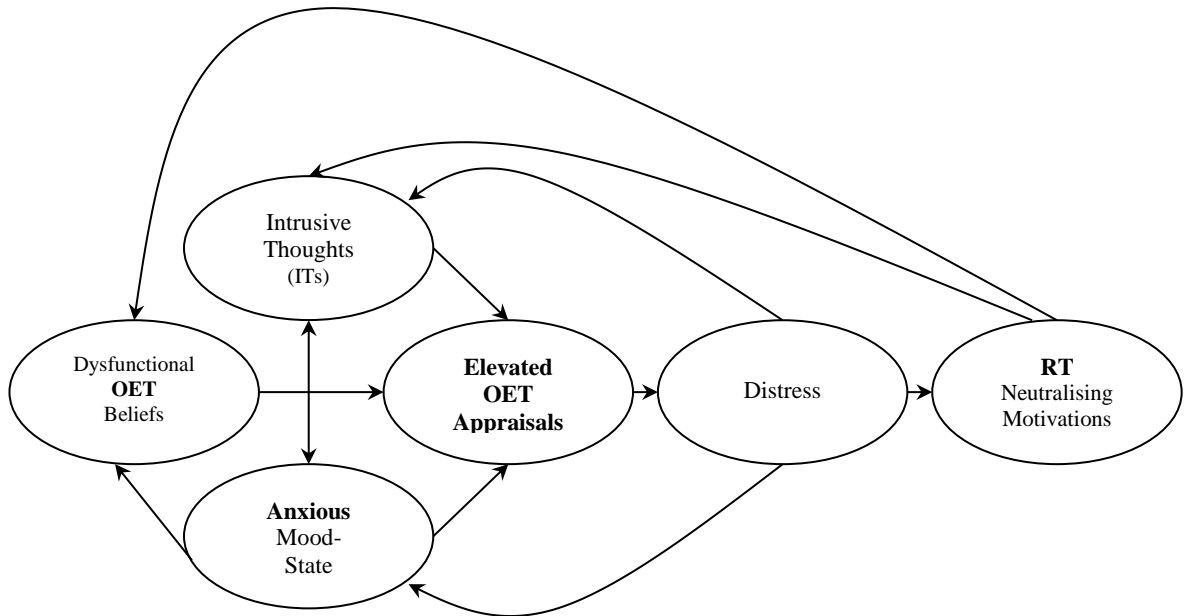 Intrusive
Thoughts
(ITs)
Dysfunctional
OET
Beliefs
Elevated
OET
Appraisals
Distress
RT
Neutralising
Motivations
Anxious
Mood-
State